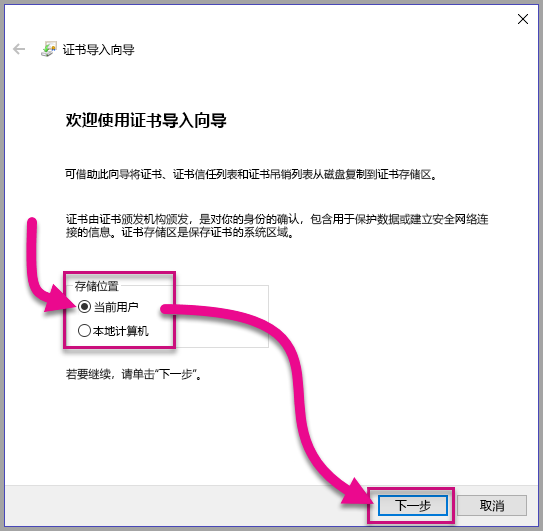 证书导入向导
欢迎使用证书导入向导
可借助此向导将证书、证书信任列表和证书吊销列表从磁盘复制到证书存储区。
证书由证书颁发机构颁发，是对你的身份的确认，包含用于保护数据或建立安全网络连
接的信息。证书存储区是保存证书的系统区域。
存储位置
当前用户
本地计算机
若要继续，请单击“下一步”。
下一步
取消